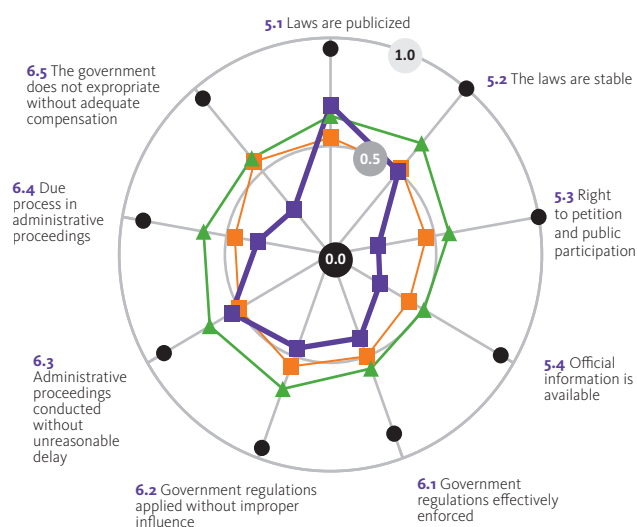 5.1 Laws are publicized
1.0
6.5 The government
does not expropriate
without adequate
compensation
5.2 The laws are stable
0.5
6.4 Due
process in
administrative
proceedings
5.3 Right
to petition
and public
participation
0.0
6.3
Administrative
proceedings
conducted
without
unreasonable
delay
5.4 Official
information is
available
6.2 Government regulations
applied without improper
influence
6.1 Government
regulations effectively
enforced